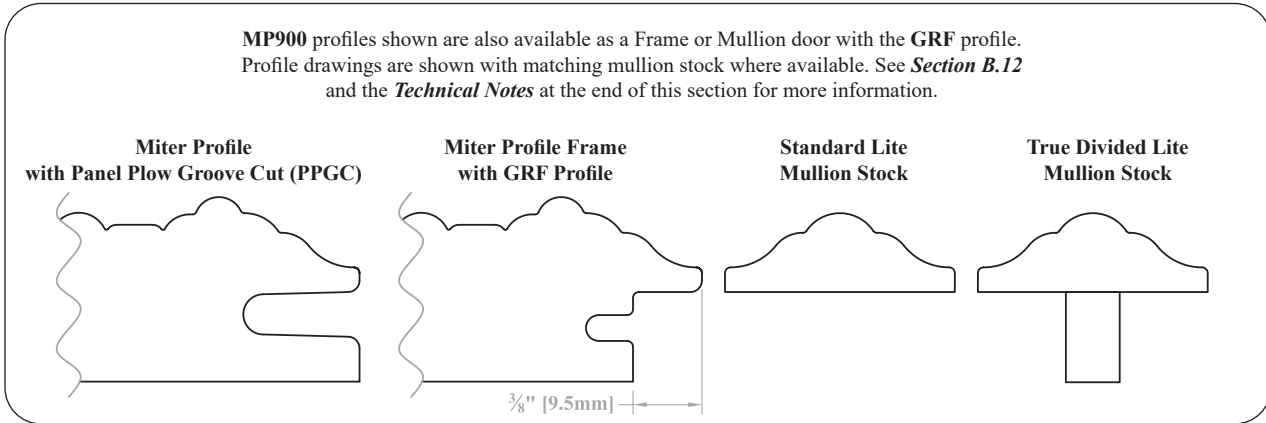 MP900 profiles shown are also available as a Frame or Mullion door with the GRF profile.
Profile drawings are shown with matching mullion stock where available. See Section B.12
and the Technical Notes at the end of this section for more information.
Miter Profile
with Panel Plow Groove Cut (PPGC)
Miter Profile Frame
with GRF Profile
Standard Lite
Mullion Stock
True Divided Lite
Mullion Stock
⅜" [9.5mm]